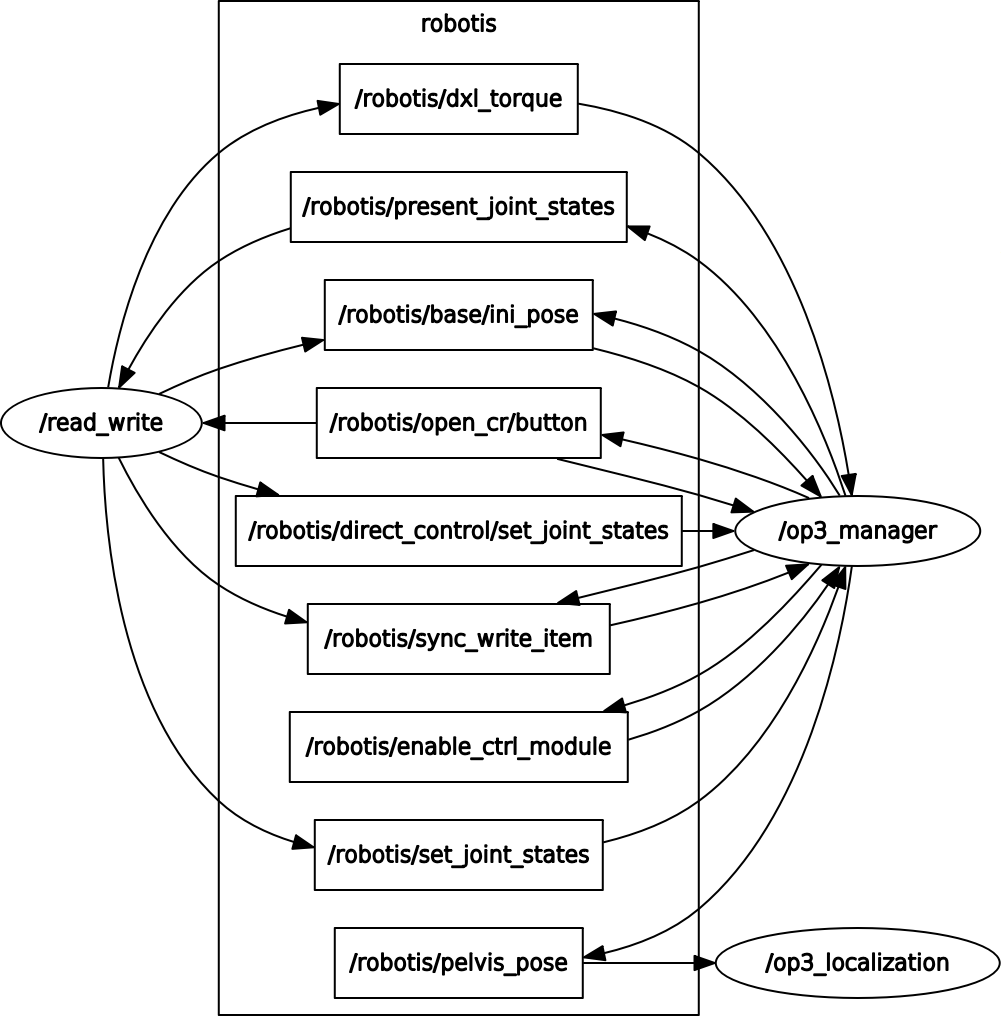 robotis
/robotis/dxl_torque
/robotis/present_joint_states
/robotis/base/ini_pose
/read_write
/robotis/open_cr/button
/robotis/direct_control/set_joint_states
/op3_manager
/robotis/sync_write_item
/robotis/enable_ctrl_module
/robotis/set_joint_states
/robotis/pelvis_pose
/op3_localization